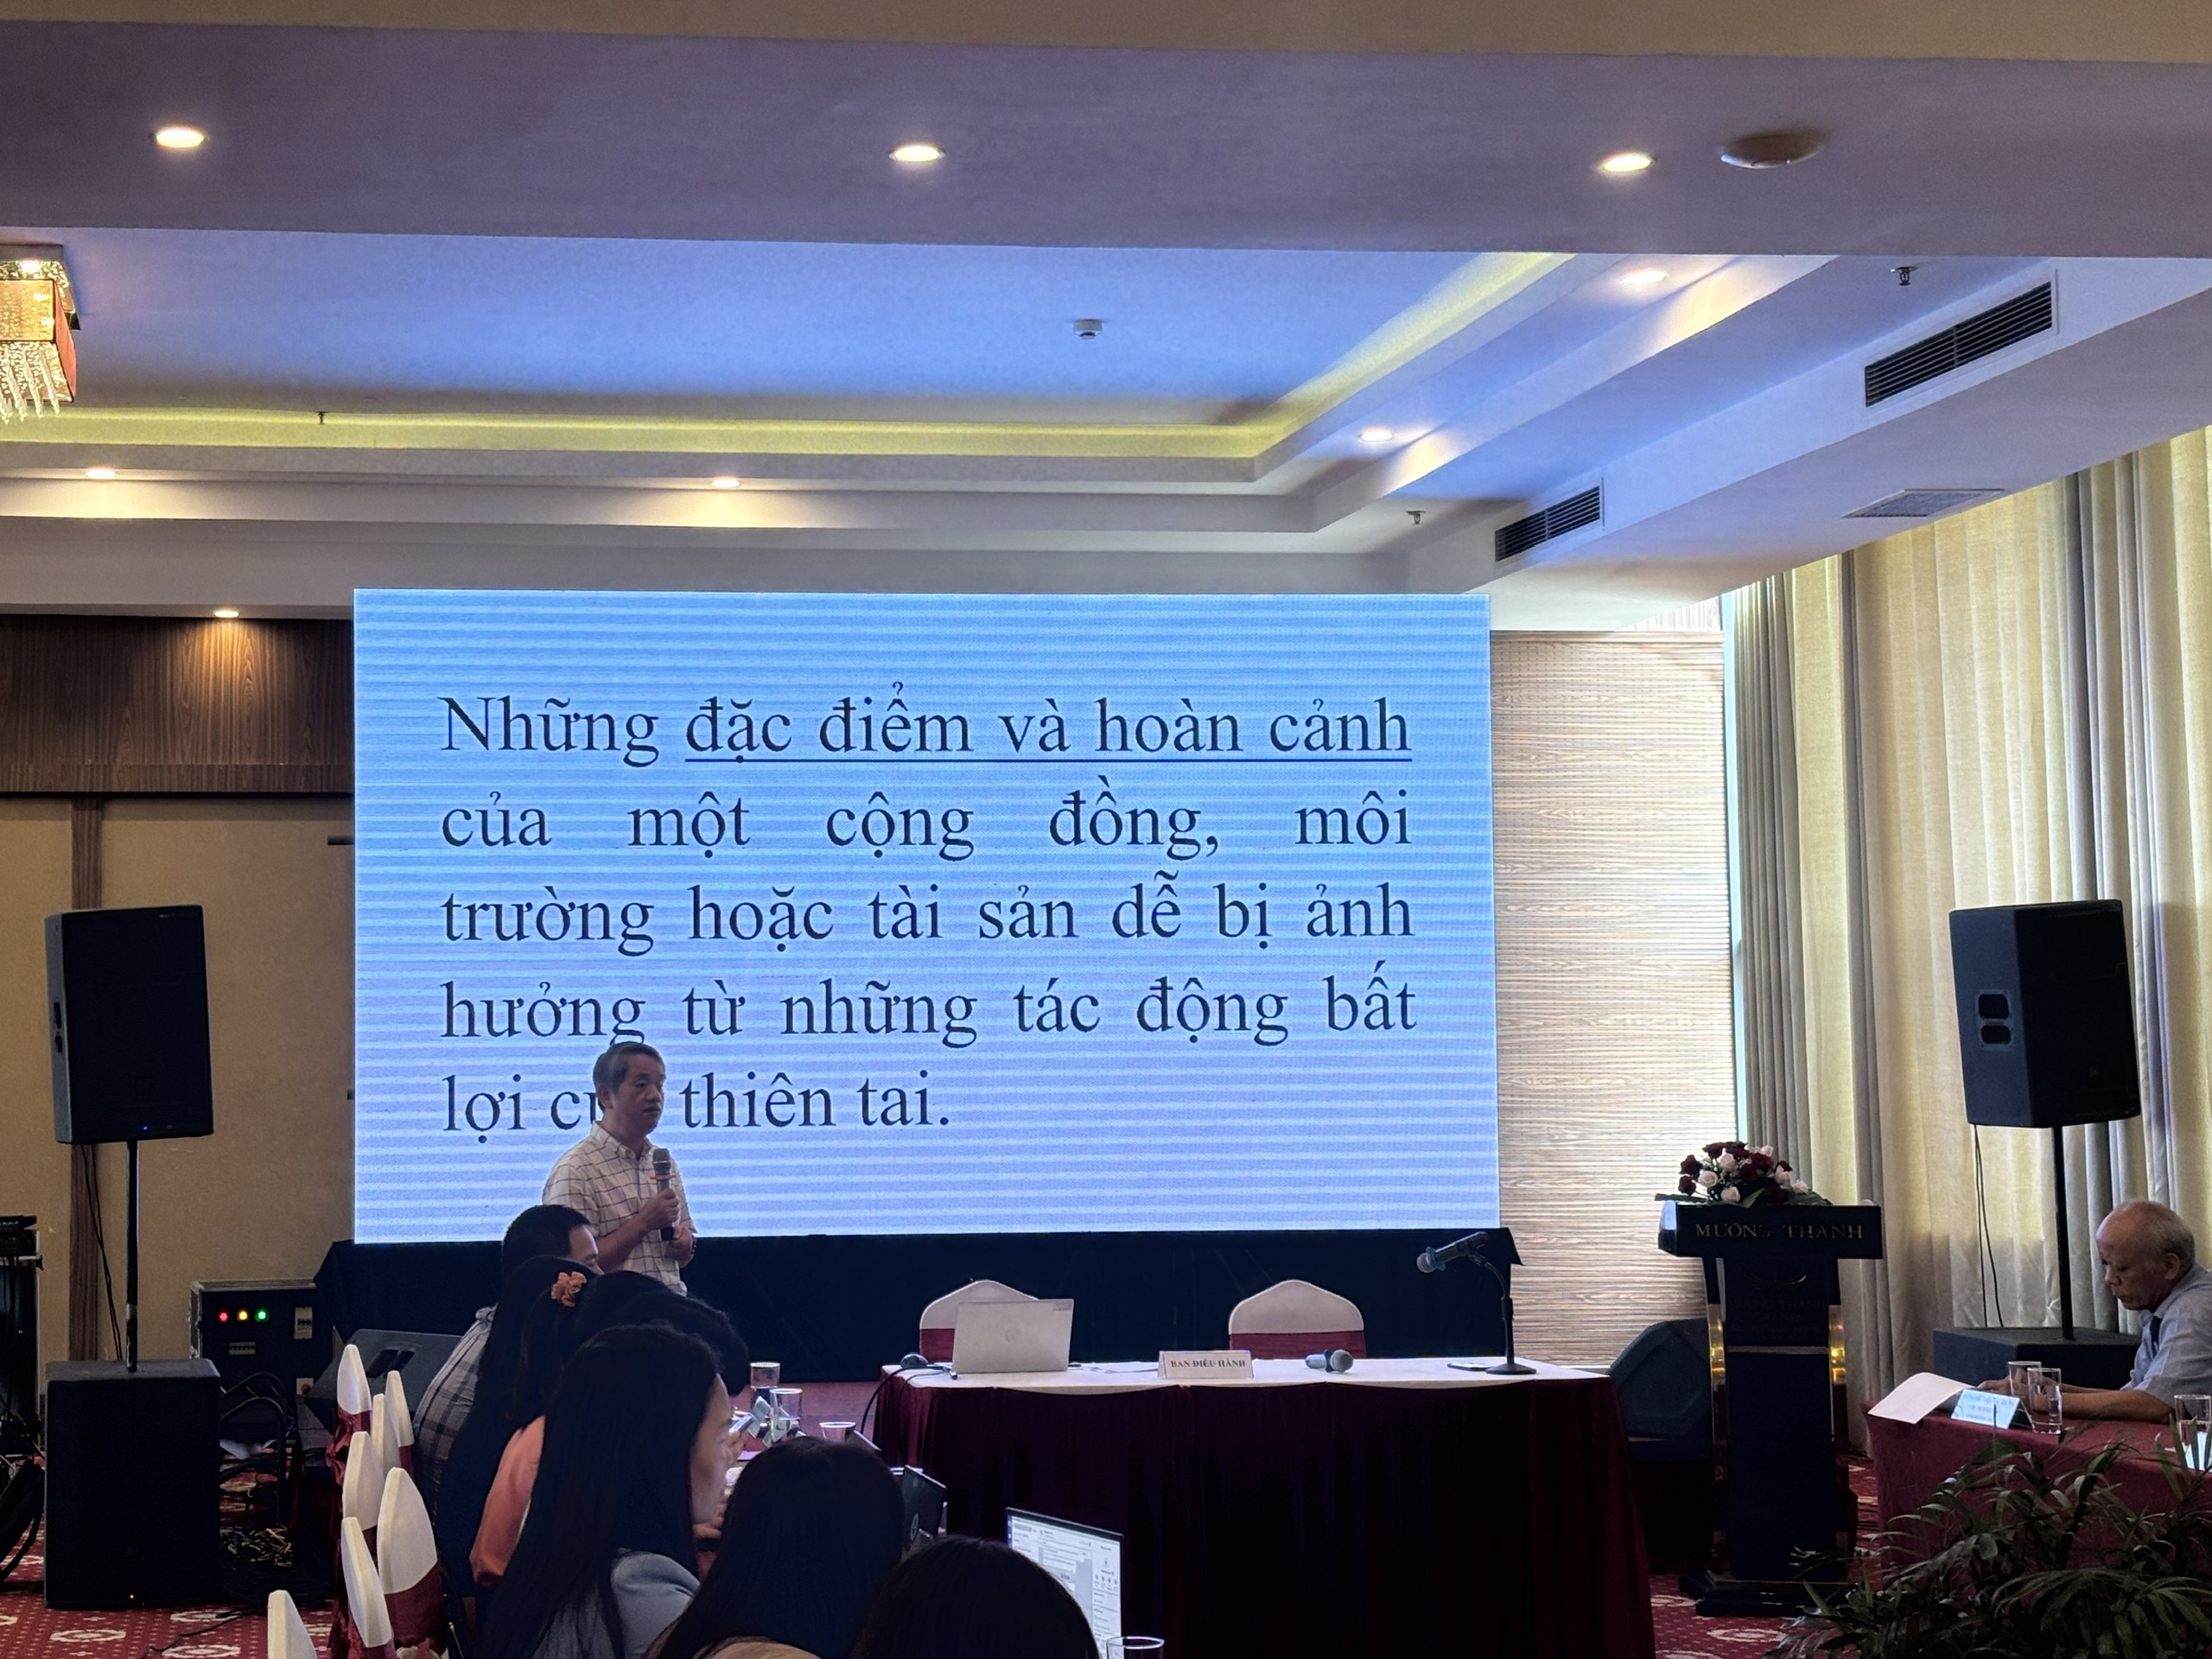 Những đặc điểm và hoàn cảnh
của một cộng đồng, môi
trường hoặc tài sản dễ bị ảnh
hưởng từ những tác động bất
lợi thiên tai.
MƯỜNG THANH
BAN ĐIỀU HÀNH